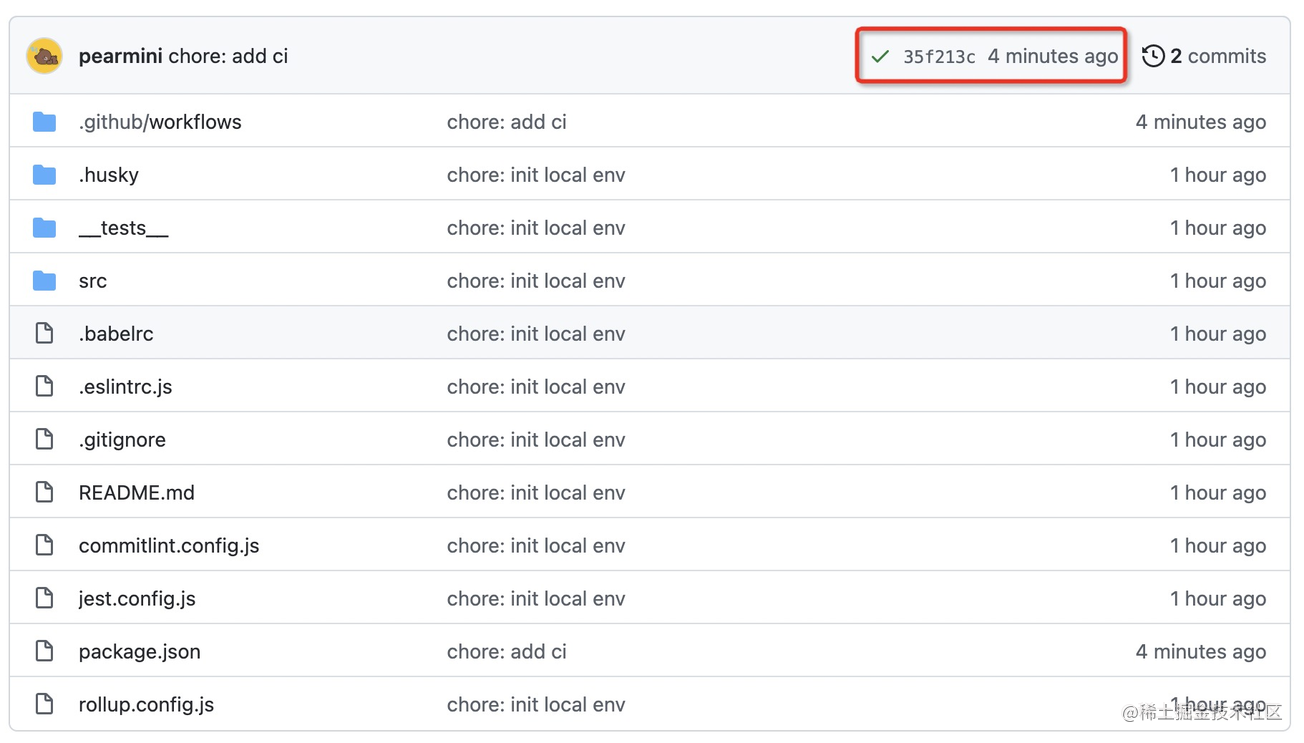 pearmini chore: add ci 35f213c 4 minutes ago 2 commits
.github/workflows chore: add ci 4 minutes ago
.husky chore: init local env 1 hour ago
__tests__ chore: init local env 1 hour ago
src chore: init local env 1 hour ago
.babelrc chore: init local env 1 hour ago
.eslintrc.js chore: init local env 1 hour ago
.gitignore chore: init local env 1 hour ago
README.md chore: init local env 1 hour ago
commitlint.config.js chore: init local env 1 hour ago
jest.config.js chore: init local env 1 hour ago
package.json chore: add ci 4 minutes ago
rollup.config.js chore: init local env 1 hour ago
@稀土掘金技术社区